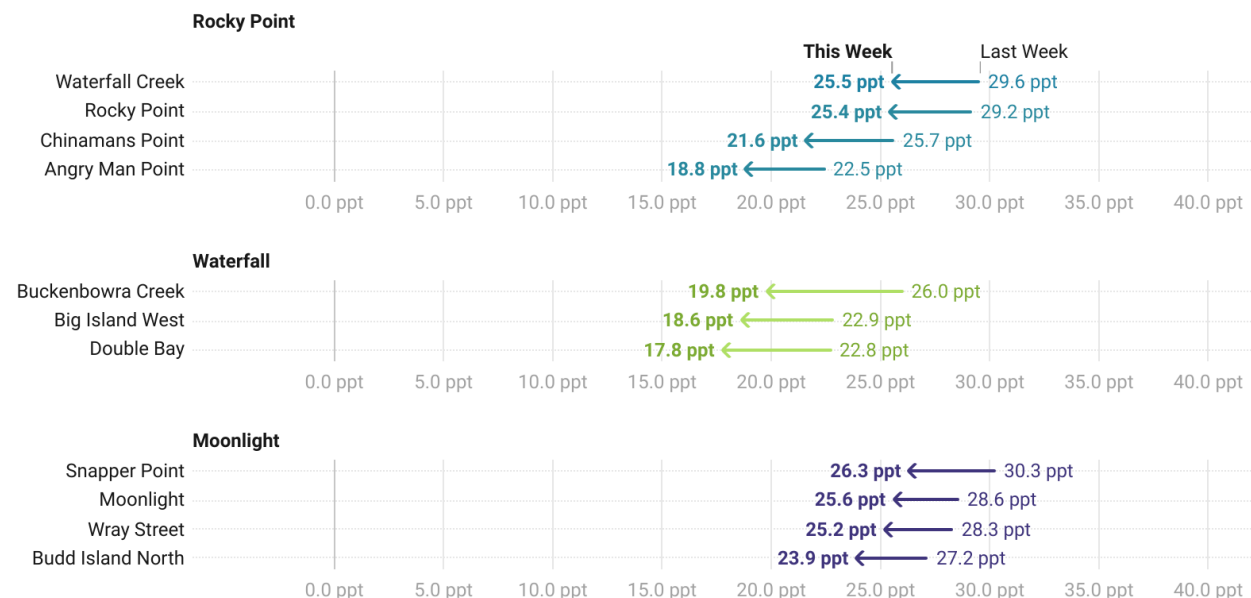 Rocky Point
This Week Last Week
Waterfall Creek 25.5 ppt 29.6 ppt
Rocky Point 25.4 ppt 29.2 ppt
Chinamans Point 21.6 ppt 25.7 ppt
Angry Man Point 18.8 ppt 22.5 ppt
0.0 ppt 5.0 ppt 10.0 ppt 15.0 ppt 20.0 ppt 25.0 ppt 30.0 ppt 35.0 ppt 40.0 ppt
Waterfall
Buckenbowra Creek 19.8 ppt 26.0 ppt
Big Island West 18.6 ppt 22.9 ppt
Double Bay 17.8 ppt 22.8 ppt
0.0 ppt 5.0 ppt 10.0 ppt 15.0 ppt 20.0 ppt 25.0 ppt 30.0 ppt 35.0 ppt 40.0 ppt
Moonlight
Snapper Point 26.3 ppt 30.3 ppt
Moonlight 25.6 ppt 28.6 ppt
Wray Street 25.2 ppt 28.3 ppt
Budd Island North 23.9 ppt 27.2 ppt
0.0 ppt 5.0 ppt 10.0 ppt 15.0 ppt 20.0 ppt 25.0 ppt 30.0 ppt 35.0 ppt 40.0 ppt